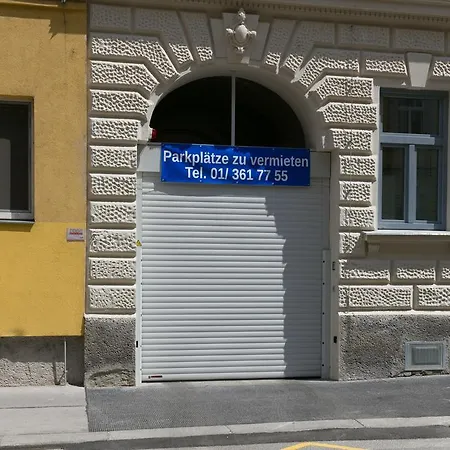 Parkplätze zu vermieten
Tel. 01/ 361 77 55